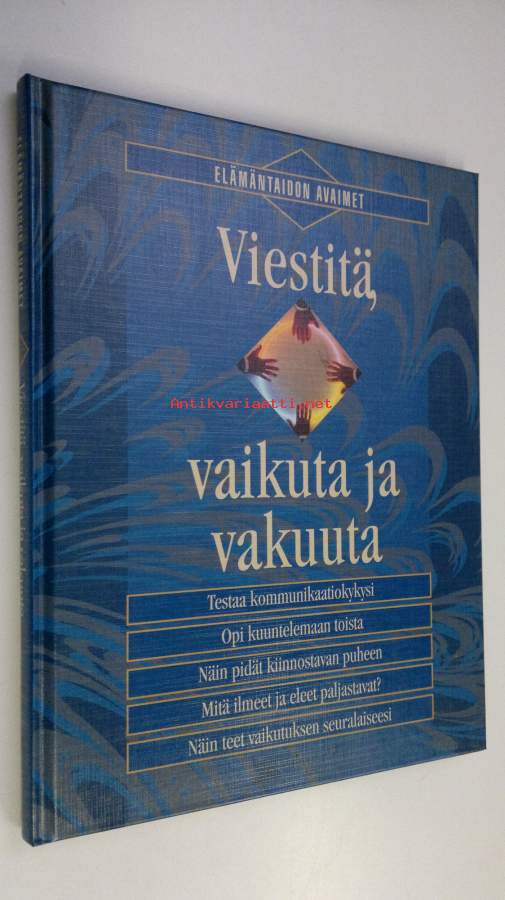 ELÄMÄNTAIDON AVAIMET
Viestitä,
Antikvariaatti.net
vaikuta ja
vakuuta
Testaa kommunikaatiokykysi
Opi kuuntelemaan toista
Näin pidät kiinnostavan puheen
Mitä ilmeet ja eleet paljastavat?
Näin teet vaikutuksen seuralaiseesi